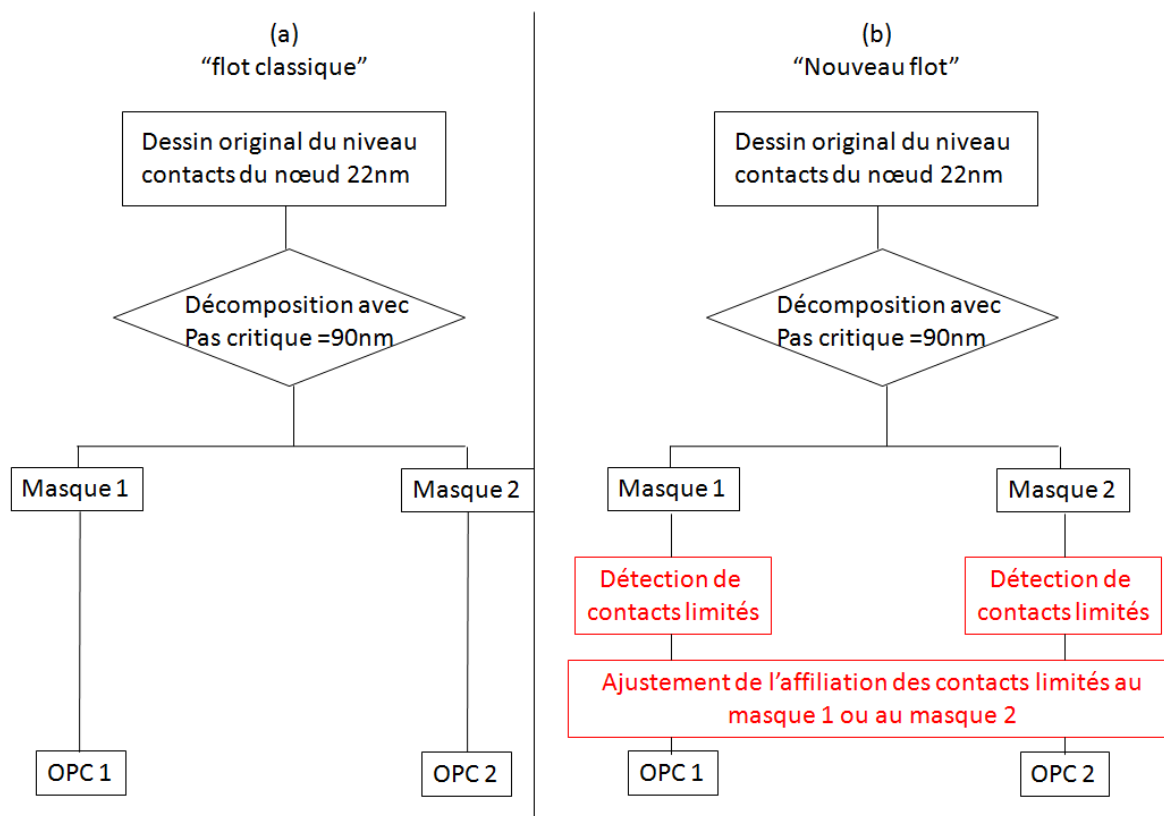 (a)
“flot classique”
Dessin original du niveau
contacts du nœud 22nm
Décomposition avec
Pas critique =90nm
Masque 1
Masque 2
OPC 1
OPC 2
(b)
“Nouveau flot”
Dessin original du niveau
contacts du nœud 22nm
Décomposition avec
Pas critique =90nm
Masque 1
Masque 2
Détection de
contacts limités
Détection de
contacts limités
Ajustement de l’affiliation des contacts limités au
masque 1 ou au masque 2
OPC 1
OPC 2